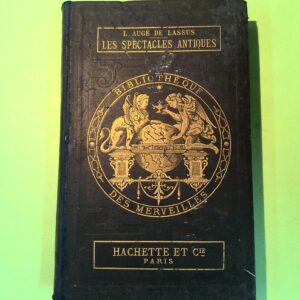 L. AUGÉ DE LASSUS
LES SPECTACLES ANTIQUES
BIBLIOTHÈQUE
DES MERVEILLES
HACHETTE ET Cie
PARIS